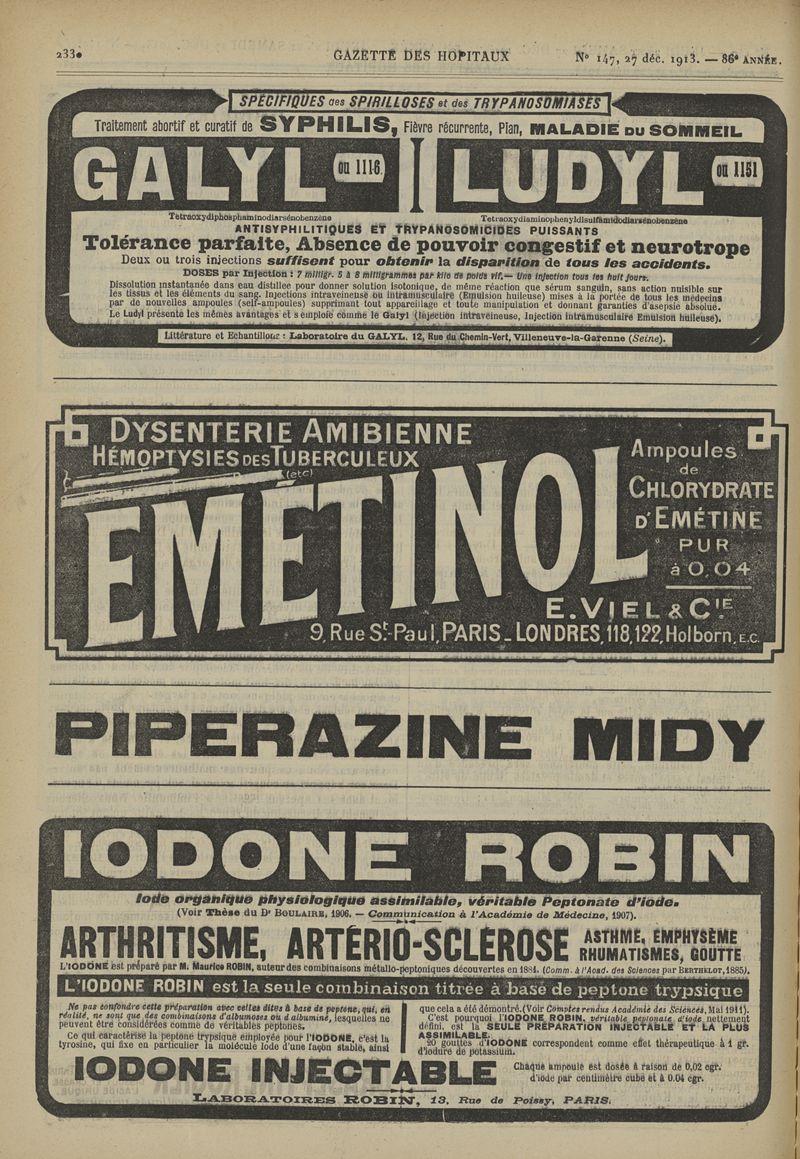 2330
GAZETTE DES HOPITAUX
N° 147, 27 déc. 1913. — 86e ANNÉE.
SPÉCIFIQUES des SPIRILLOSES et des TRYPANOSOMIASES
Traitement abortif et curatif de SYPHILIS, Fièvre récurrente, Pian, MALADIE DU SOMMEIL
GALYL ou 1116. LUDYL ou 1151
Tétraoxydiphosphaminodiarsénobenzène
Tetraoxydiaminophenyldisulfamidodiarsénobenzène
ANTISYPHILITIQUES ET TRYPANOSOMICIDES PUISSANTS
Tolérance parfaite, Absence de pouvoir congestif et neurotrope
Deux ou trois injections suffisent pour obtenir la disparition de tous les accidents.
DOSES par Injection : 7 milligr. 5 à 8 milligrammes par kilo de poids vif.— Une injection tous les huit jours.
Dissolution instantanée dans eau distillée pour donner solution isotonique, de même réaction que sérum sanguin, sans action nuisible sur
les tissus et les éléments du sang. Injections intraveineuse ou intramusculaire (Emulsion huileuse) mises à la portée de tous les médecins
par de nouvelles ampoules (self-ampoules) supprimant tout appareillage et toute manipulation et donnant garanties d'asepsie absolue.
Le Ludyl présente les mêmes avantages et s'emploie comme le Galyl (Injection intraveineuse, Injection intramusculaire Emulsion huileuse).
Littérature et Echantillons : Laboratoire du GALYL, 12, Rue du Chemin-Vert, Villeneuve-la-Garenne (Seine).
DYSENTERIE AMIBIENNE
HÉMOPTYSIES DES TUBERCULEUX
(etc)
EMETINOL
Ampoules
de
CHLORYDRATE
D'EMÉTINE
PUR
à 0,04
E. VIEL & CIE
9, Rue St-Paul, PARIS_LONDRES, 118,122, Holborn, E.C.
PIPERAZINE MIDY
IODONE ROBIN
Iode organique physiologique assimilable, véritable Peptonate d'iode.
(Voir Thèse du Dr BOULAIRE, 1906. — Communication à l'Académie de Médecine, 1907).
ARTHRITISME, ARTÉRIO-SCLÉROSE
ASTHME, EMPHYSÈME
RHUMATISMES, GOUTTE
L'IODONE est préparé par M. Maurice ROBIN, auteur des combinaisons métallo-peptoniques découvertes en 1881. (Comm. à l'Acad. des Sciences par BERTHELOT, 1885).
L'IODONE ROBIN est la seule combinaison titrée à base de peptone trypsique
Ne pas confondre cette préparation avec celles dites à base de peptone, qui, en
réalité, ne sont que des combinaisons d'albumoses ou d'albumine, lesquelles ne
peuvent être considérées comme de véritables peptones.
Ce qui caractérise la peptone trypsique employée pour l'IODONE, c'est la
tyrosine, qui fixe en particulier la molécule Iode d'une façon stable, ainsi
que cela a été démontré. (Voir Comptes rendus Académie des Sciences, Mai 1911).
C'est pourquoi l'IODONE ROBIN, véritable peptonate d'iode nettement
défini, est la SEULE PRÉPARATION INJECTABLE ET LA PLUS
ASSIMILABLE.
20 gouttes d'IODONE correspondent comme effet thérapeutique à 1 gr.
d'iodure de potassium.
IODONE INJECTABLE
Chaque ampoule est dosée à raison de 0,02 cgr.
d'iode par centimètre cube et à 0.04 cgr.
LABORATOIRES ROBIN, 13, Rue de Poissy, PARIS.